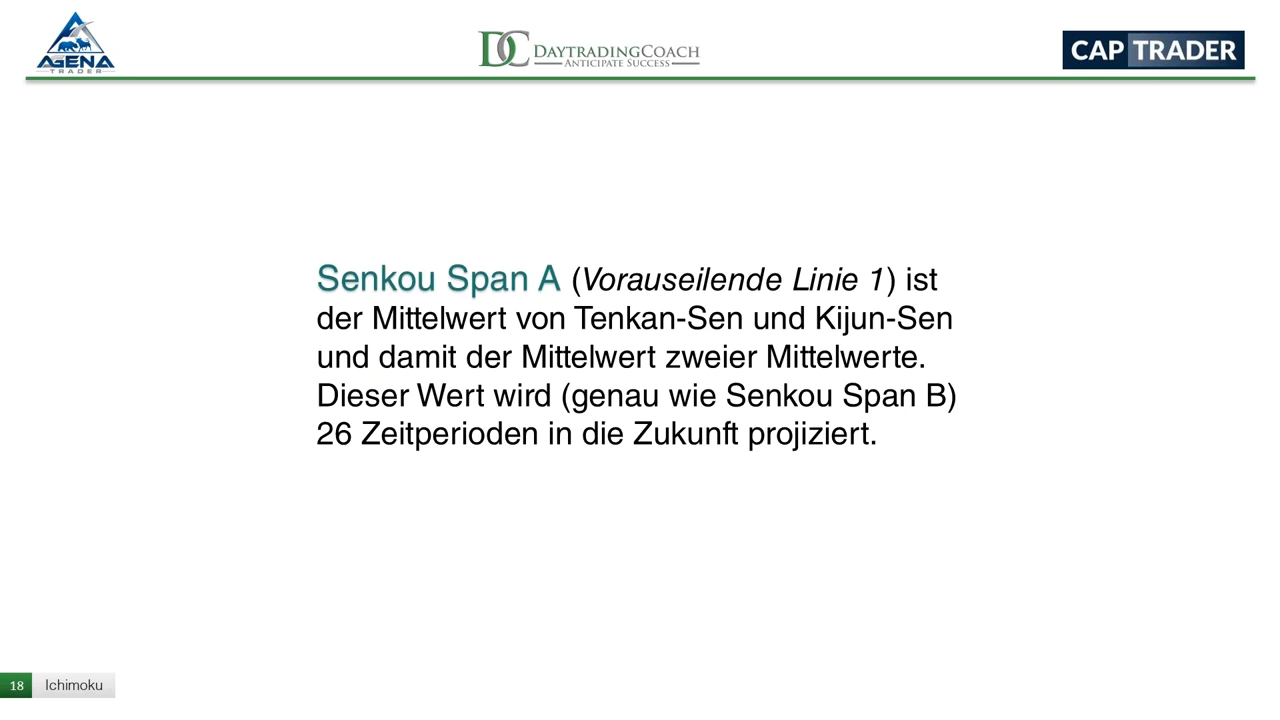 AGENA
TRADER
DC DAYTRADINGCOACH
ANTICIPATE SUCCESS
CAP TRADER
Senkou Span A (Vorauseilende Linie 1) ist
der Mittelwert von Tenkan-Sen und Kijun-Sen
und damit der Mittelwert zweier Mittelwerte.
Dieser Wert wird (genau wie Senkou Span B)
26 Zeitperioden in die Zukunft projiziert.
18 Ichimoku